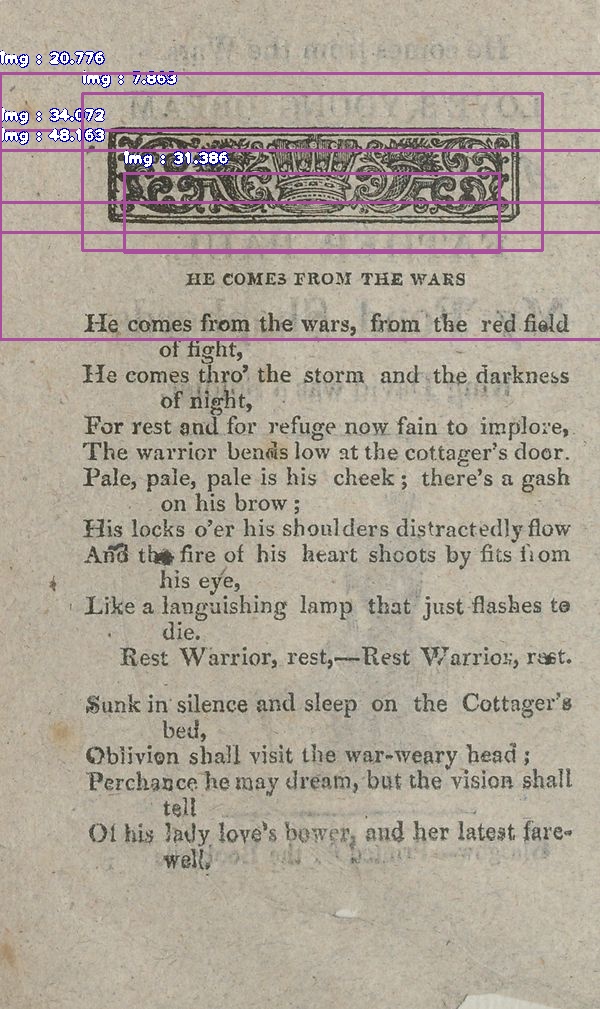 Img : 20.776
Img : 7.863
Img : 34.072
Img : 48.163
Img : 31.386
HE COMES FROM THE WARS
He comes from the wars, from the red field
of fight,
He comes thro' the storm and the darkness
of night,
For rest and for refuge now fain to implore,
The warrior bends low at the cottager's door.
Pale, pale, pale is his cheek; there's a gash
on his brow;
His locks o'er his shoulders distractedly flow
And the fire of his heart shoots by fits from
his eye,
Like a languishing lamp that just flashes to
die.
Rest Warrior, rest,—Rest Warrior, rest.
Sunk in silence and sleep on the Cottager's
bed,
Oblivion shall visit the war-weary head;
Perchance he may dream, but the vision shall
tell
Of his lady love's bower, and her latest fare-
well,